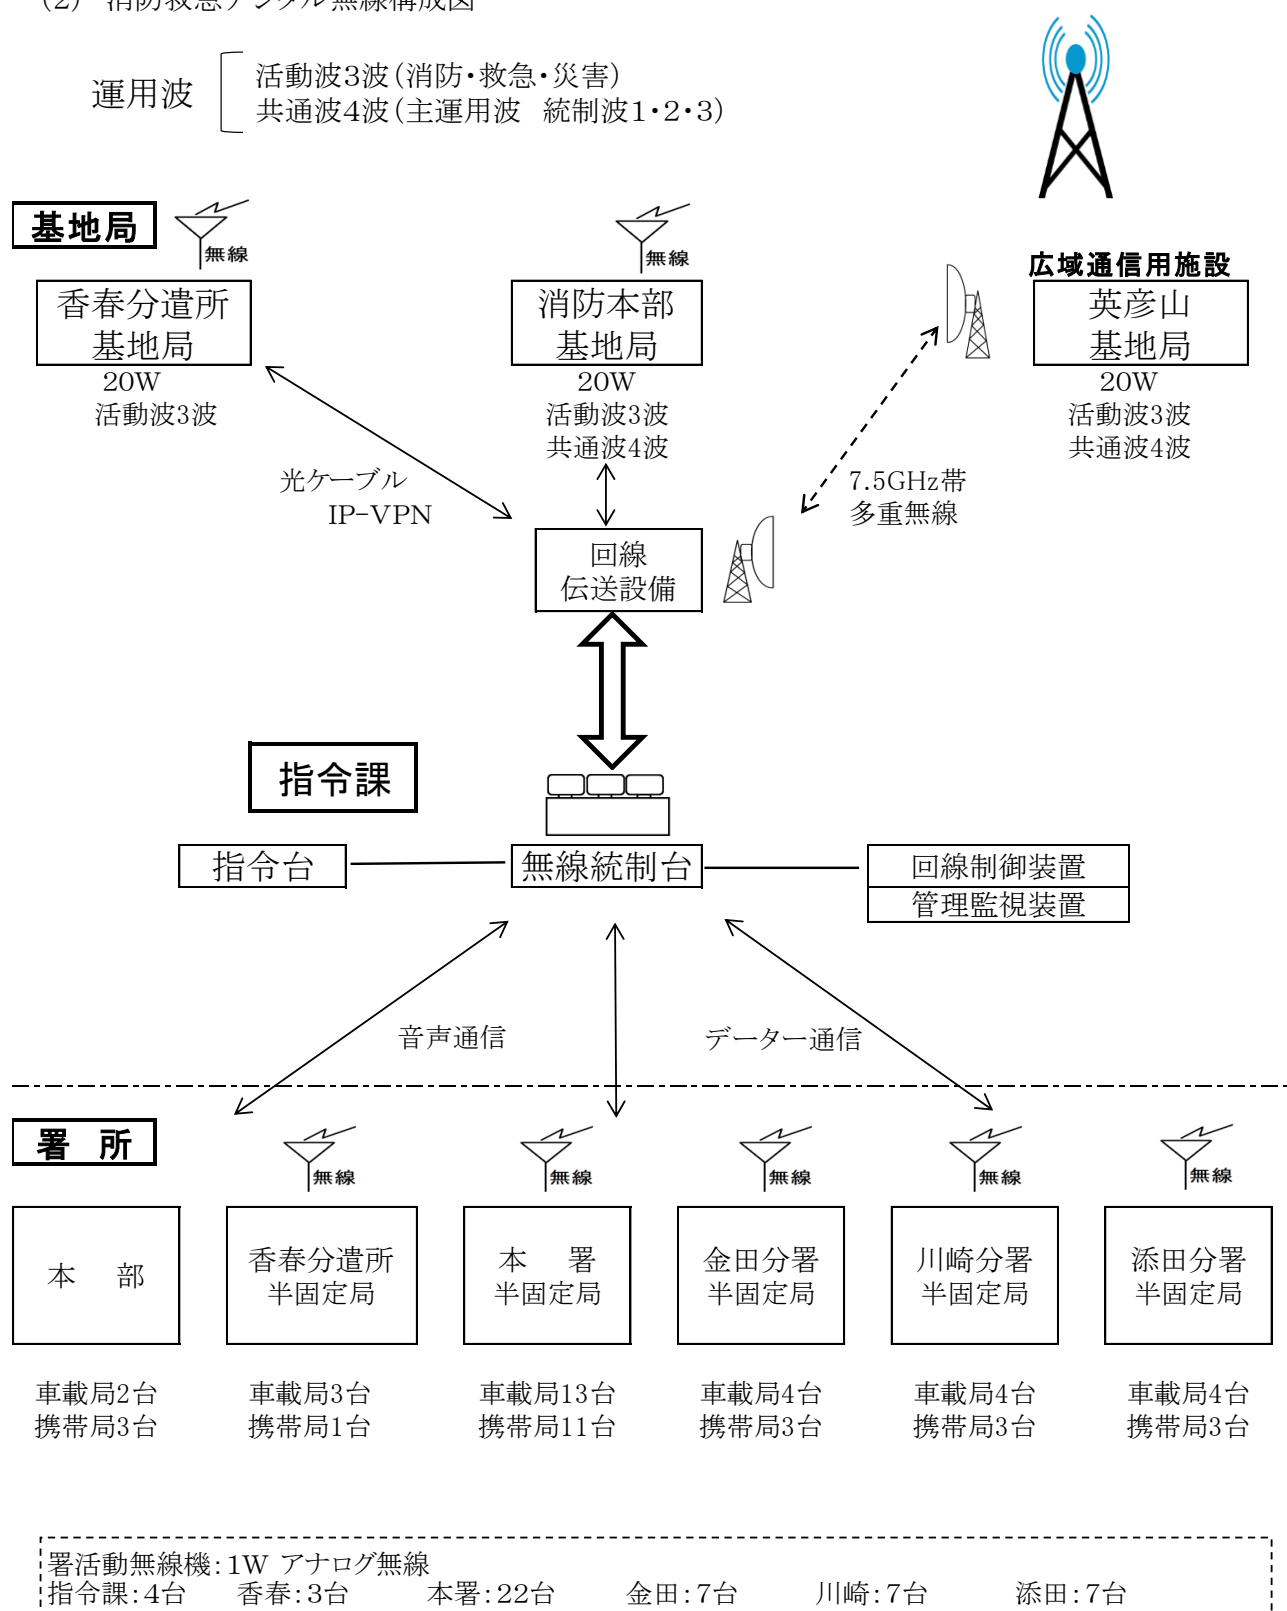 (2) 消防救急デジタル無線構成図
運用波
活動波3波(消防・救急・災害)
共通波4波(主運用波 統制波1・2・3)
基地局
無線
無線
広域通信用施設
香春分遣所
基地局
20W
活動波3波
消防本部
基地局
20W
活動波3波
共通波4波
英彦山
基地局
20W
活動波3波
共通波4波
光ケーブル
IP-VPN
7.5GHz帯
多重無線
回線
伝送設備
指令課
指令台
無線統制台
回線制御装置
管理監視装置
音声通信
データー通信
署 所
無線
無線
無線
無線
無線
本 部
香春分遣所
半固定局
本 署
半固定局
金田分署
半固定局
川崎分署
半固定局
添田分署
半固定局
車載局2台
携帯局3台
車載局3台
携帯局1台
車載局13台
携帯局11台
車載局4台
携帯局3台
車載局4台
携帯局3台
車載局4台
携帯局3台
署活動無線機:1W アナログ無線
指令課:4台 香春:3台 本署:22台 金田:7台 川崎:7台 添田:7台